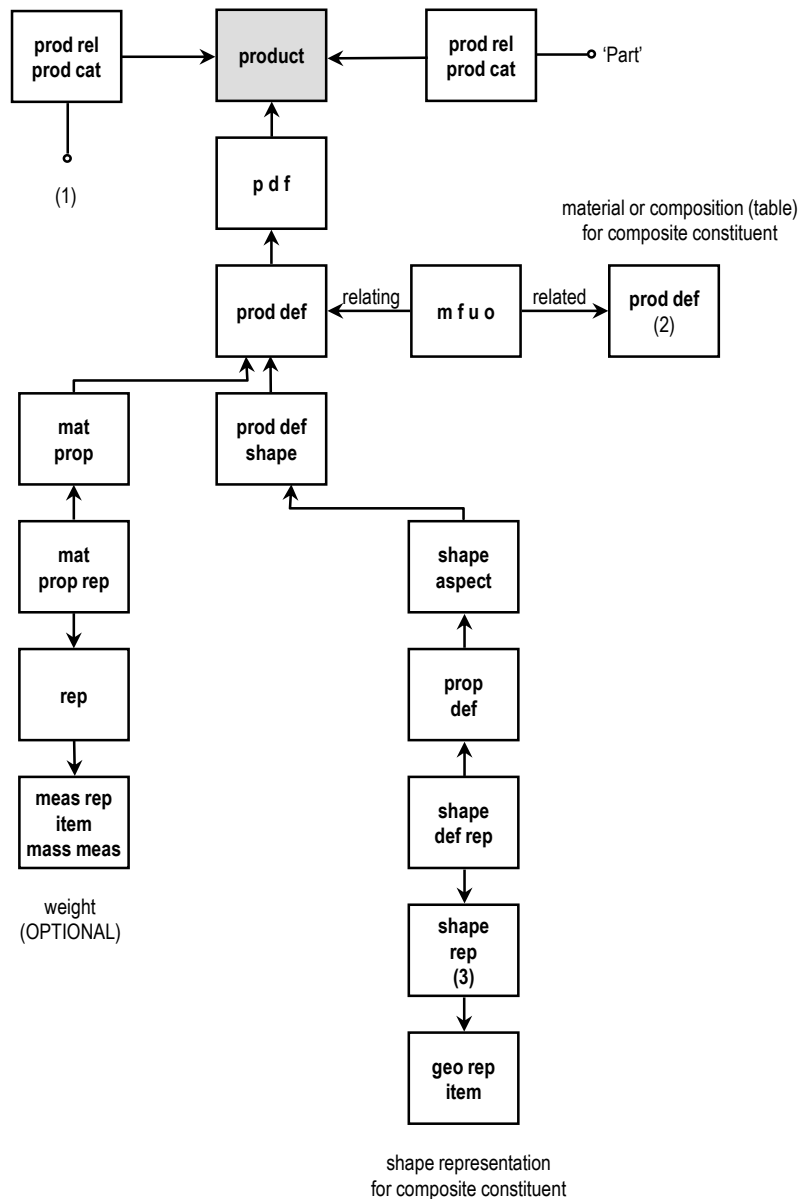 prod rel
prod cat
product
prod rel
prod cat
'Part'
(1)
p d f
material or composition (table)
for composite constituent
prod def
relating
m f u o
related
prod def
(2)
mat
prop
prod def
shape
mat
prop rep
shape
aspect
rep
prop
def
meas rep
item
mass meas
shape
def rep
weight
(OPTIONAL)
shape
rep
(3)
geo rep
item
shape representation
for composite constituent